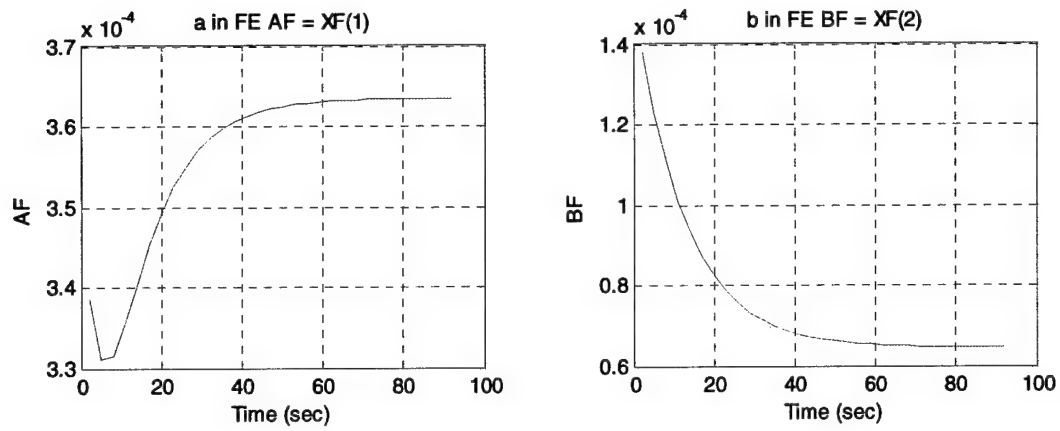 x 10-4
a in FE AF = XF(1)
3.7
3.6
3.5
3.4
3.3
AF
0 20 40 60 80 100
Time (sec)
x 10-4
b in FE BF = XF(2)
1.4
1.2
1
0.8
0.6
BF
0 20 40 60 80 100
Time (sec)